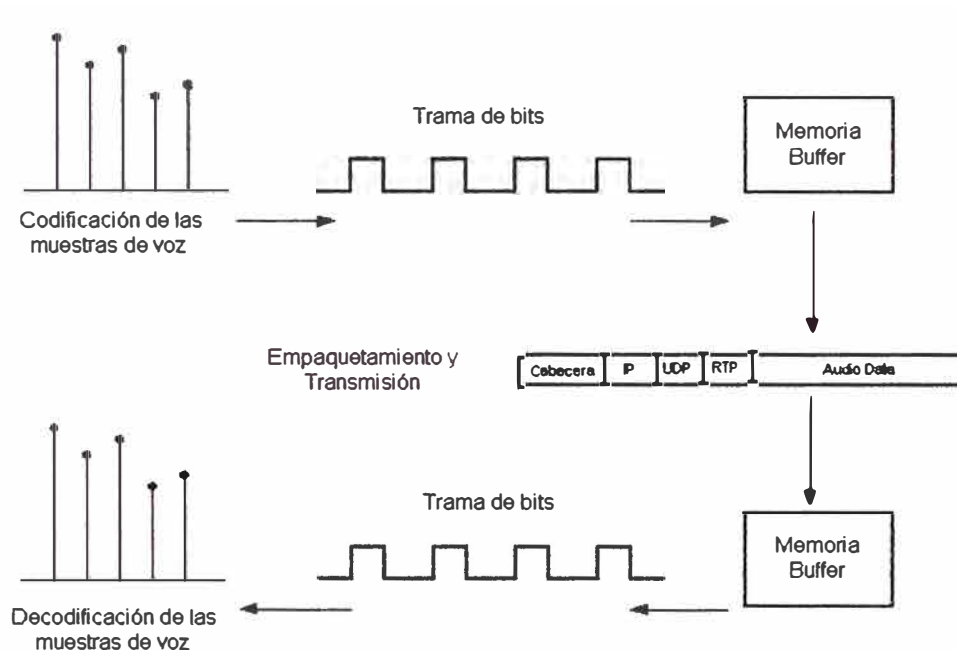 Trama de bits
Memoria
Buffer
Codificación de las
muestras de voz
Empaquetamiento y
Transmisión
Cabecera IP UDP RTP Audio Data
Trama de bits
Memoria
Buffer
Decodificación de las
muestras de voz